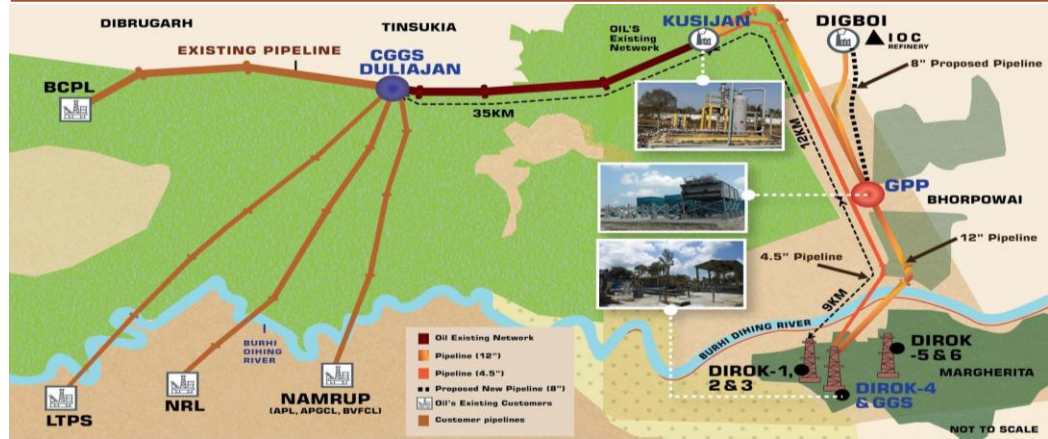 DIBRUGARH
TINSUKIA
KUSIJAN
DIGBOI
IOC
REFINERY
OIL'S
Existing
Network
EXISTING PIPELINE
CGGS
DULIAJAN
BCPL
35KM
8" Proposed Pipeline
12KM
GPP
BHORPOWAI
12" Pipeline
4.5" Pipeline
9KM
BURHI
DIHING
RIVER
BURHI DIHING RIVER
Oil Existing Network
Pipeline (12")
Pipeline (4.5")
Proposed New Pipeline (8")
Oil's Existing Customers
Customer pipelines
DIROK-1,
2 & 3
DIROK
-5 & 6
MARGHERITA
DIROK-4
& GGS
LTPS
NRL
NAMRUP
(APL, APGCL, BVFCL)
NOT TO SCALE